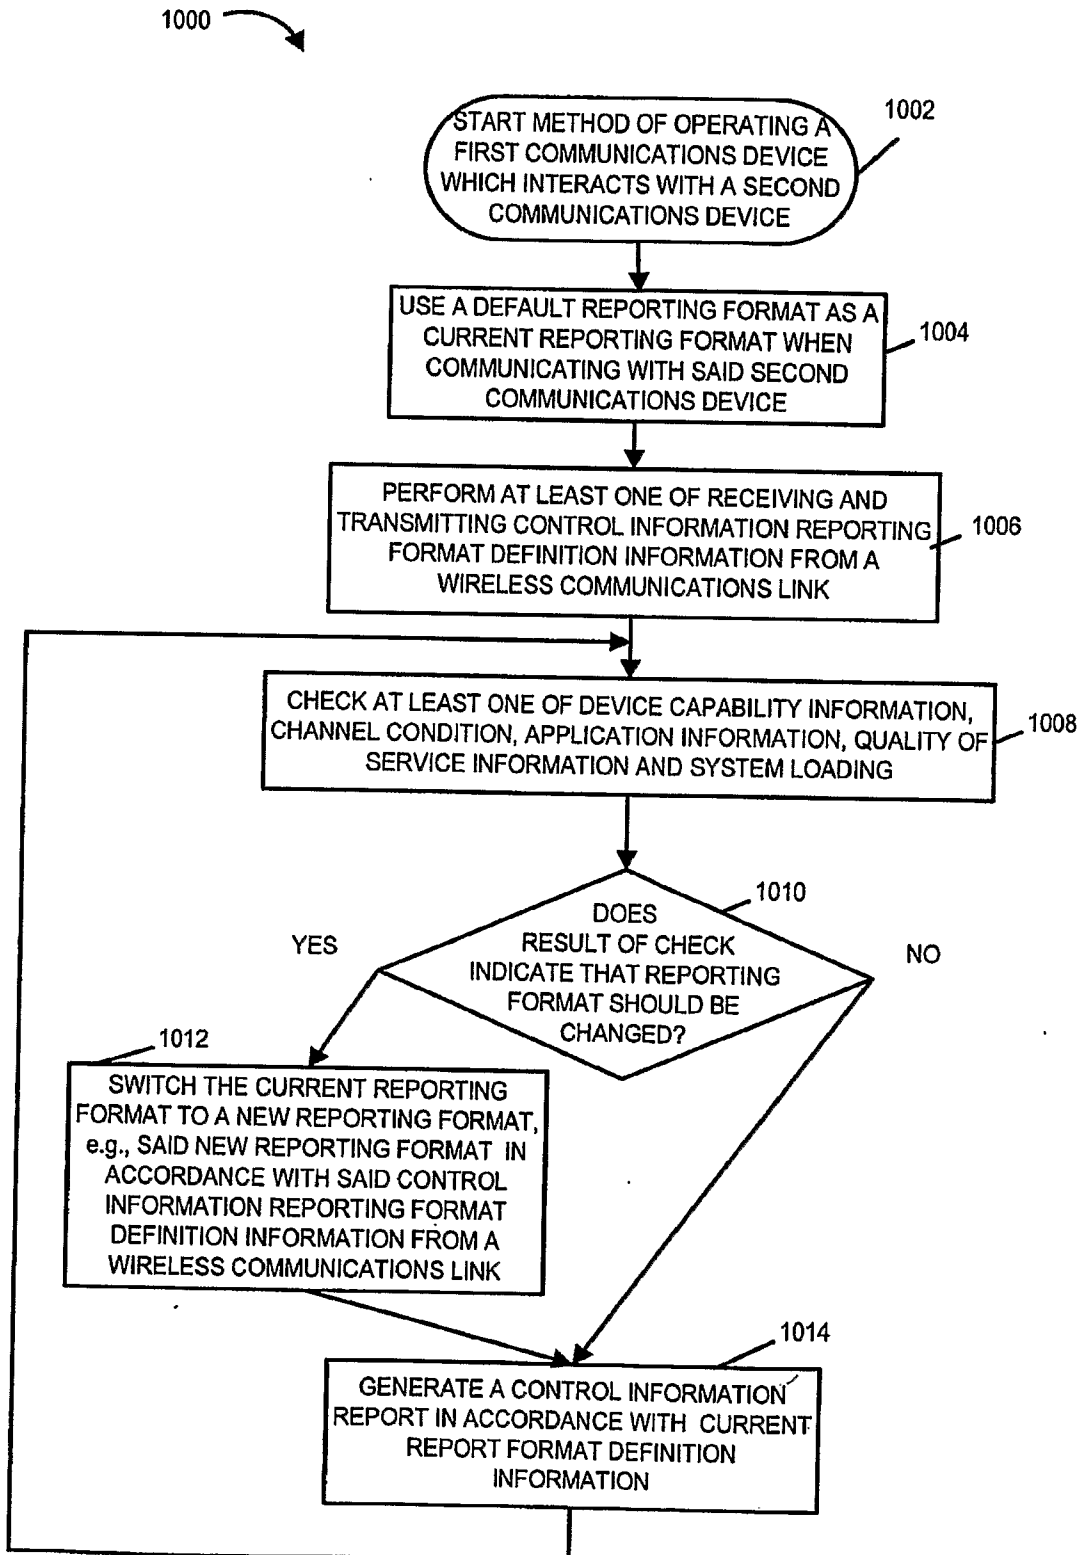 1000
START METHOD OF OPERATING A
FIRST COMMUNICATIONS DEVICE
WHICH INTERACTS WITH A SECOND
COMMUNICATIONS DEVICE
1002
USE A DEFAULT REPORTING FORMAT AS A
CURRENT REPORTING FORMAT WHEN
COMMUNICATING WITH SAID SECOND
COMMUNICATIONS DEVICE
1004
PERFORM AT LEAST ONE OF RECEIVING AND
TRANSMITTING CONTROL INFORMATION REPORTING
FORMAT DEFINITION INFORMATION FROM A
WIRELESS COMMUNICATIONS LINK
1006
CHECK AT LEAST ONE OF DEVICE CAPABILITY INFORMATION,
CHANNEL CONDITION, APPLICATION INFORMATION, QUALITY OF
SERVICE INFORMATION AND SYSTEM LOADING
1008
1010
DOES
RESULT OF CHECK
INDICATE THAT REPORTING
FORMAT SHOULD BE
CHANGED?
YES
NO
1012
SWITCH THE CURRENT REPORTING
FORMAT TO A NEW REPORTING FORMAT,
e.g., SAID NEW REPORTING FORMAT IN
ACCORDANCE WITH SAID CONTROL
INFORMATION REPORTING FORMAT
DEFINITION INFORMATION FROM A
WIRELESS COMMUNICATIONS LINK
1014
GENERATE A CONTROL INFORMATION
REPORT IN ACCORDANCE WITH CURRENT
REPORT FORMAT DEFINITION
INFORMATION